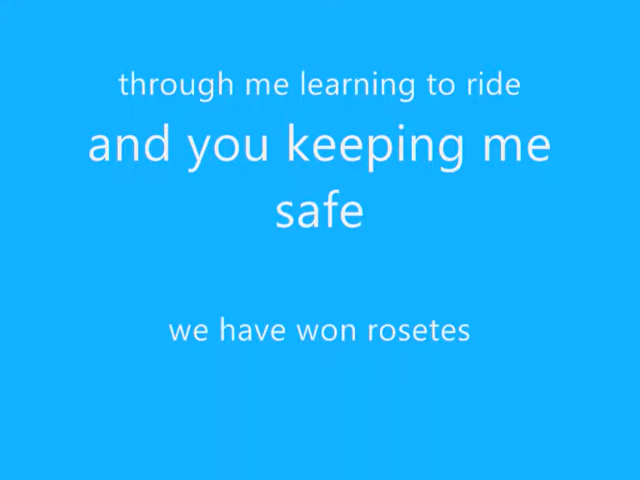 through me learning to ride
and you keeping me
safe
we have won rosetes